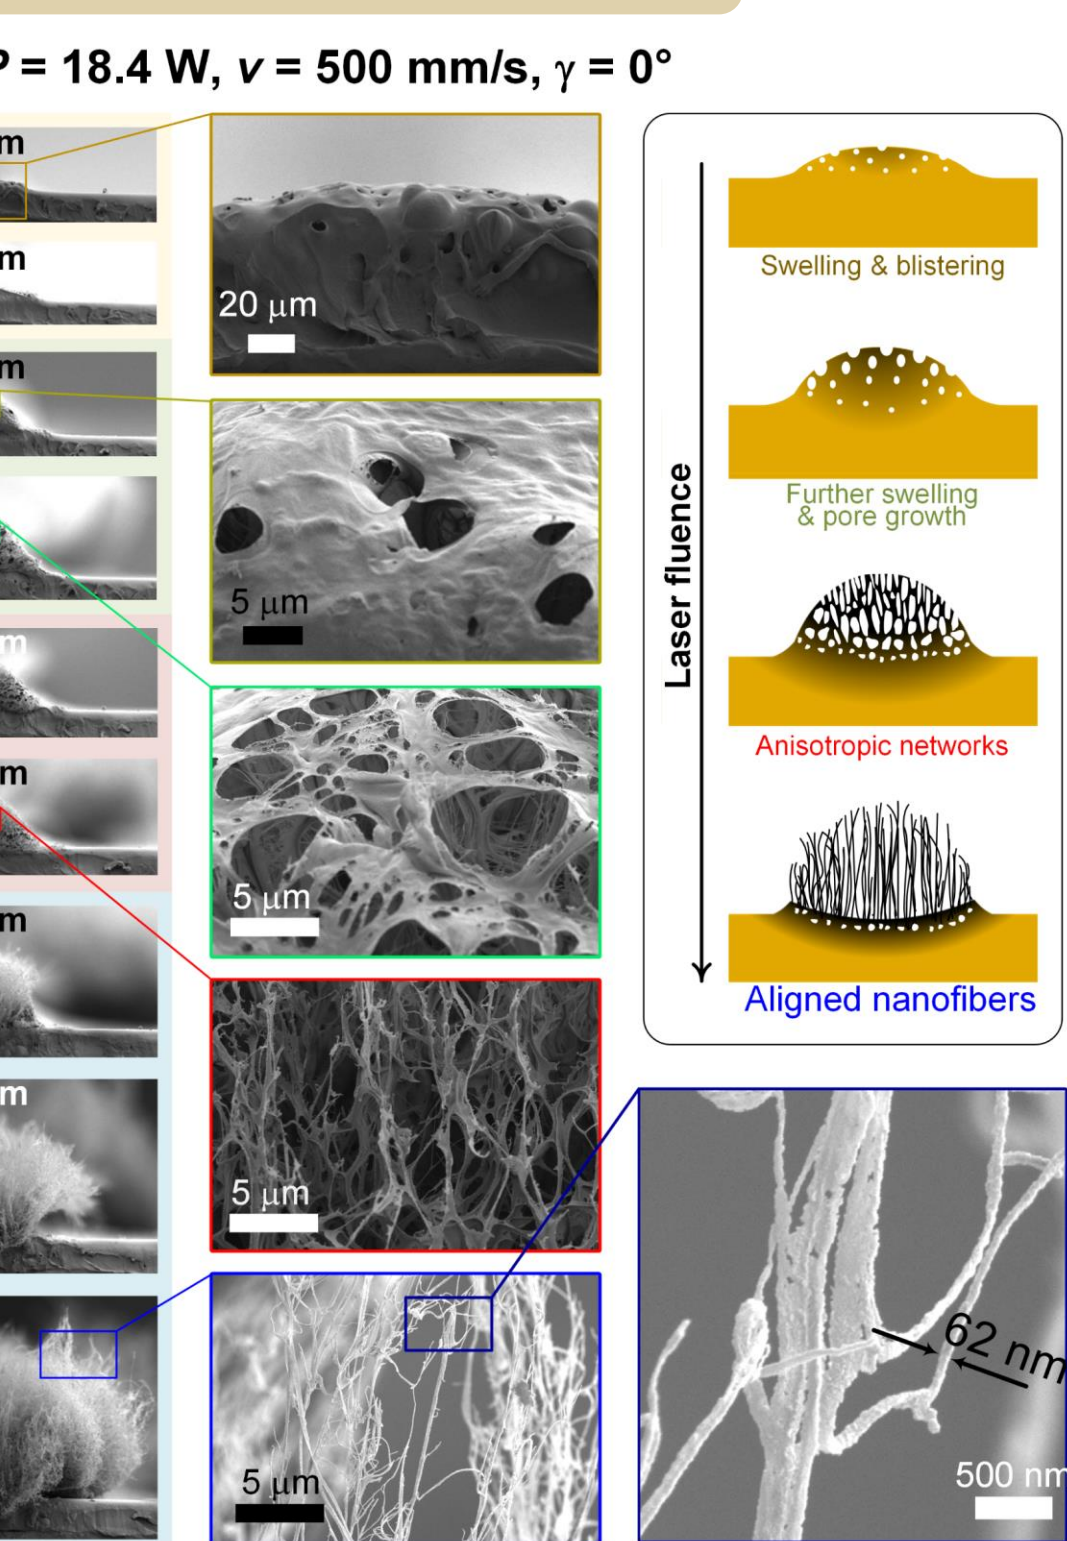 = 18.4 W, v = 500 mm/s, γ = 0°
m
m
m
m
m
m
m
20 μm
5 μm
5 μm
5 μm
5 μm
Laser fluence
Swelling & blistering
Further swelling
& pore growth
Anisotropic networks
Aligned nanofibers
62 nm
500 nm